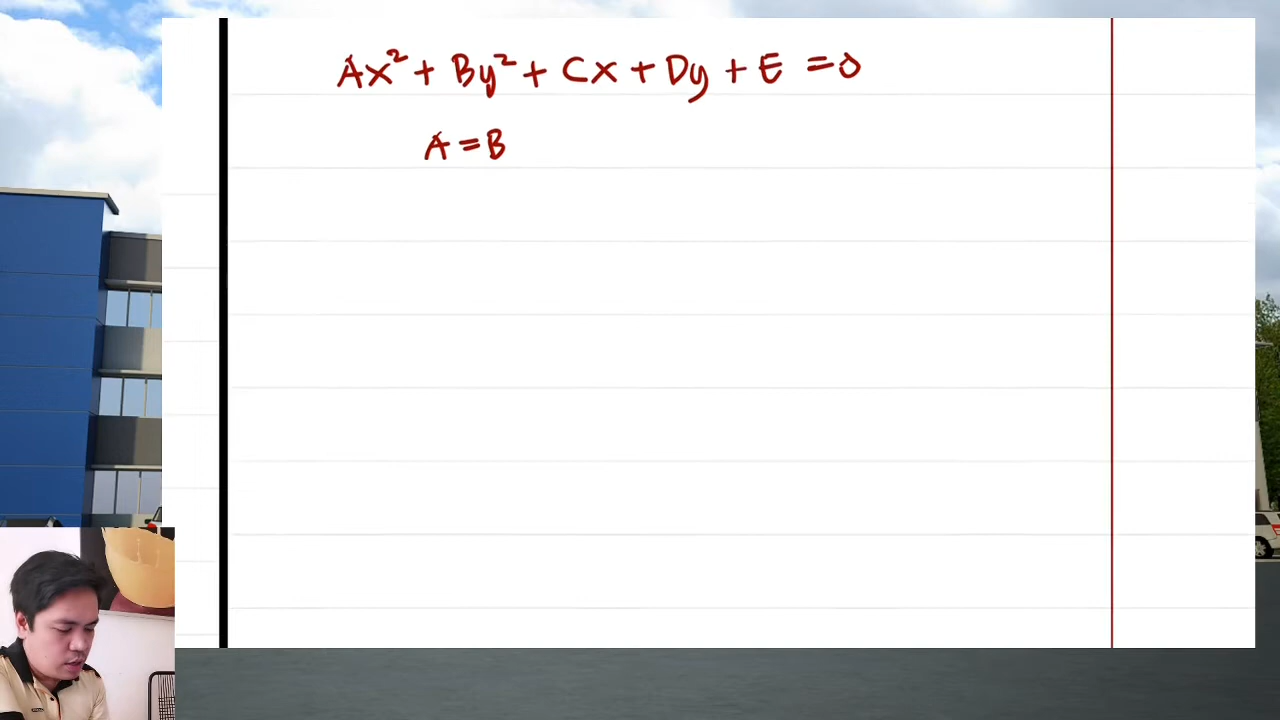 Ax² + By² + Cx + Dy + E = 0
A = B